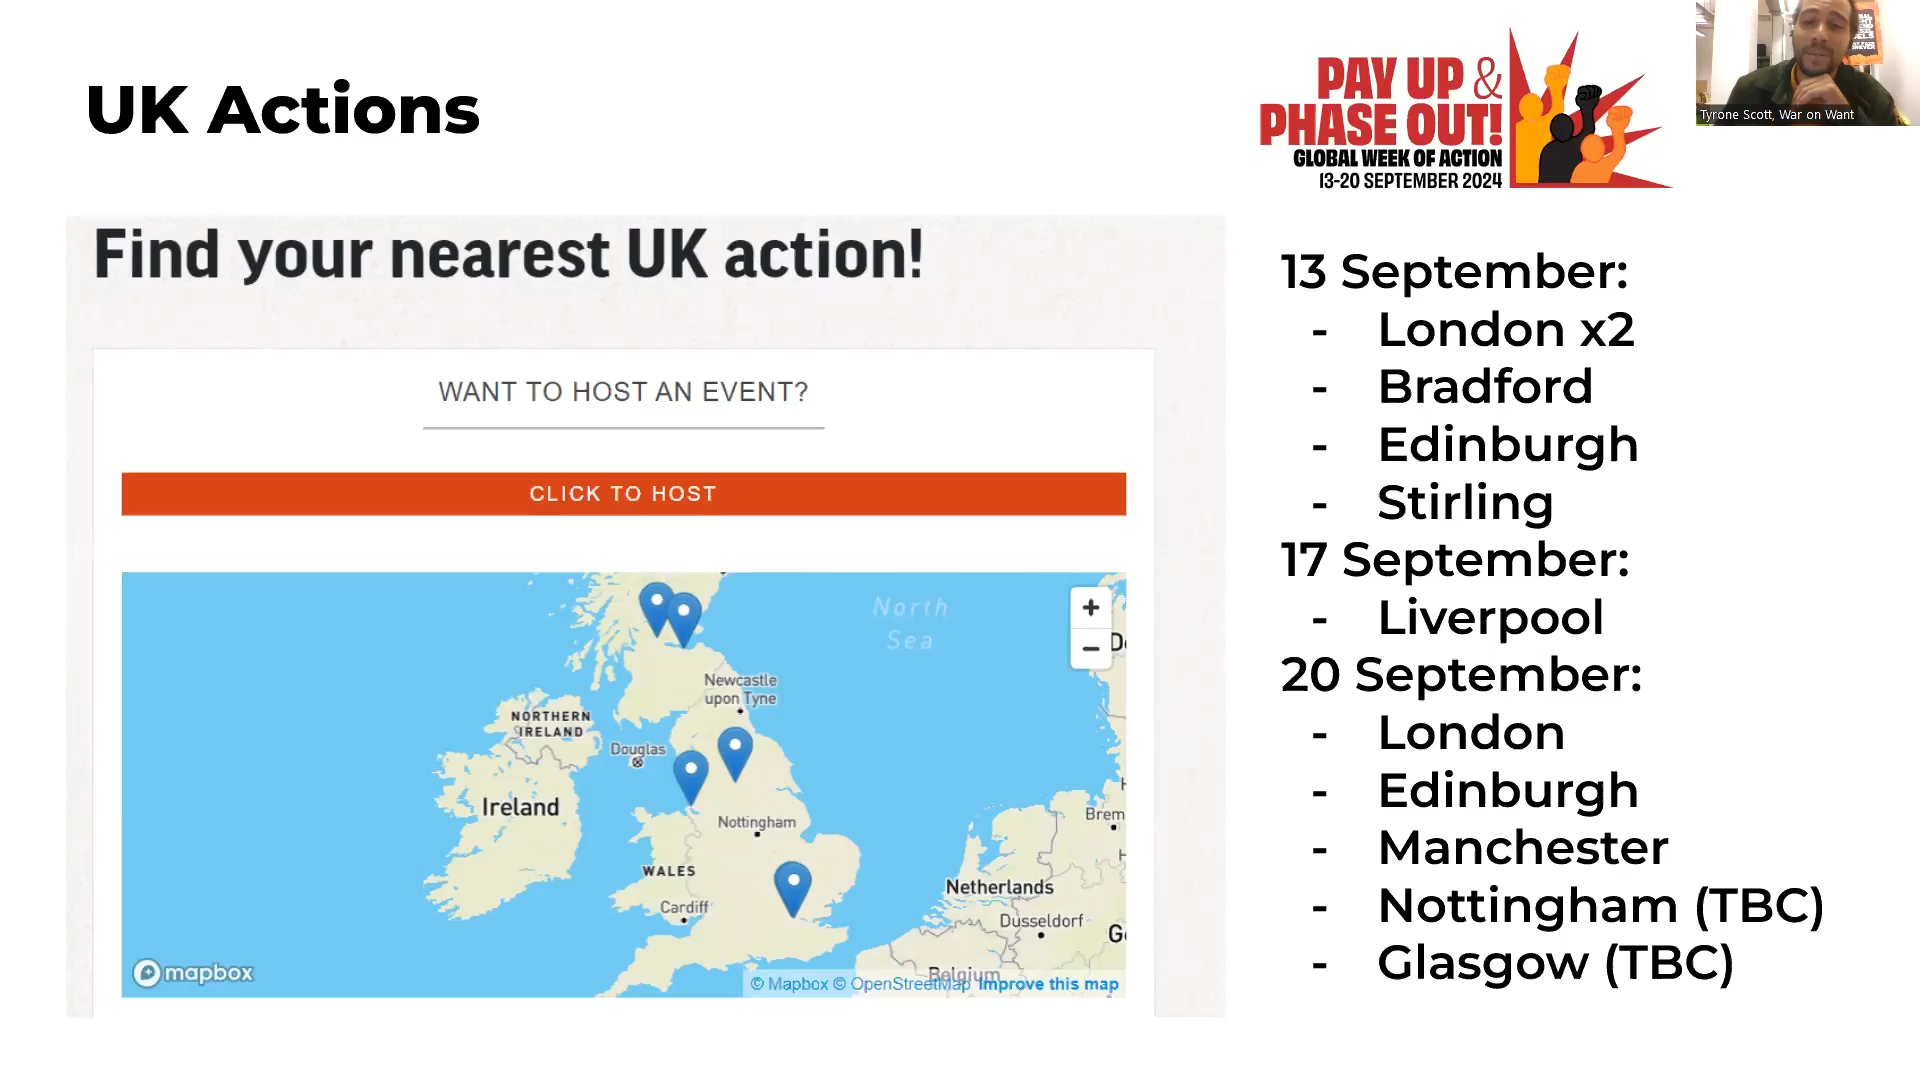 UK Actions
PAY UP &
PHASE OUT!
GLOBAL WEEK OF ACTION
13-20 SEPTEMBER 2024
Tyrone Scott, War on Want
Find your nearest UK action!
WANT TO HOST AN EVENT?
CLICK TO HOST
North
Sea
+
−
Newcastle
upon Tyne
NORTHERN
IRELAND
Douglas
Ireland
Nottingham
WALES
Cardiff
Netherlands
Dusseldorf
Brem
Belgium
mapbox
© Mapbox © OpenStreetMap Improve this map
13 September:
- London x2
- Bradford
- Edinburgh
- Stirling
17 September:
- Liverpool
20 September:
- London
- Edinburgh
- Manchester
- Nottingham (TBC)
- Glasgow (TBC)